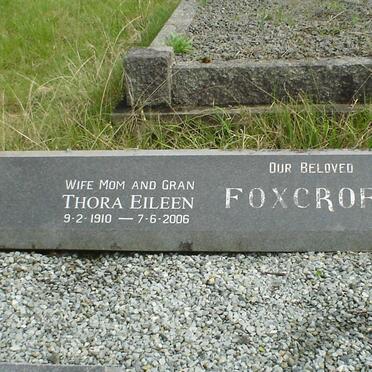 Our Beloved
Wife Mom and Gran
Thora Eileen
9·2·1910 — 7·6·2006
FOXCROF